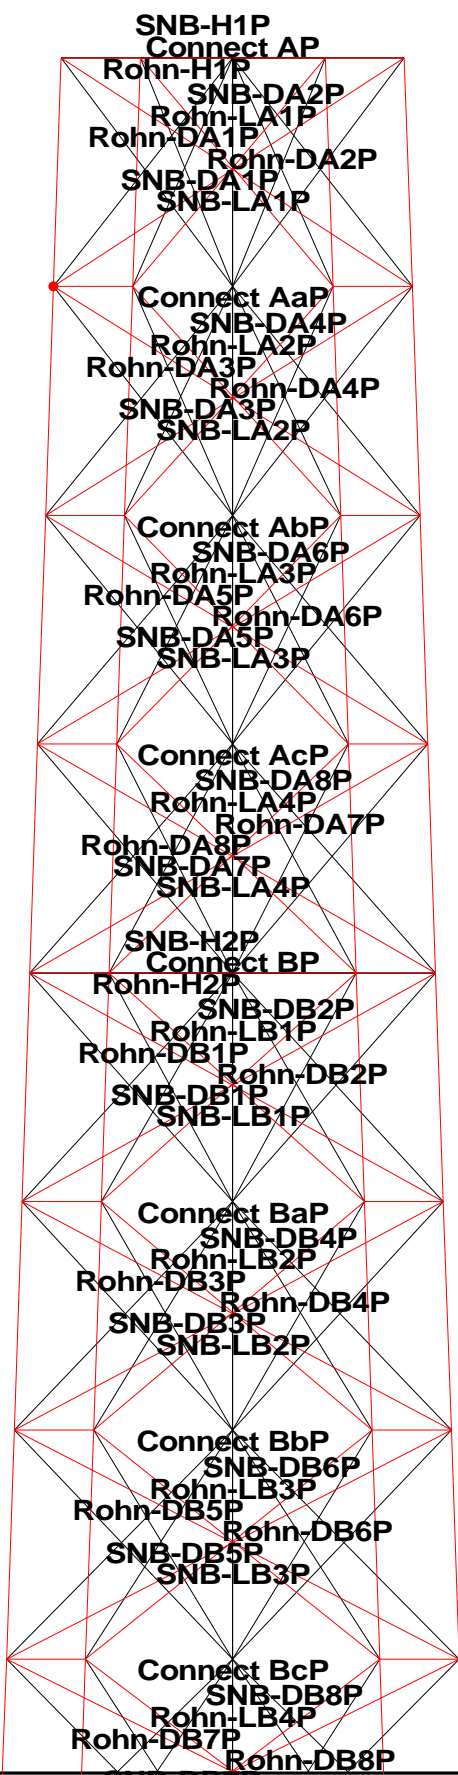 SNB-H1P
Connect AP
Rohn-H1P
SNB-DA2P
Rohn-LA1P
Rohn-DA1P
Rohn-DA2P
SNB-DA1P
SNB-LA1P
Connect AaP
SNB-DA4P
Rohn-LA2P
Rohn-DA3P
Rohn-DA4P
SNB-DA3P
SNB-LA2P
Connect AbP
SNB-DA6P
Rohn-LA3P
Rohn-DA5P
Rohn-DA6P
SNB-DA5P
SNB-LA3P
Connect AcP
SNB-DA8P
Rohn-LA4P
Rohn-DA7P
Rohn-DA8P
SNB-DA7P
SNB-LA4P
SNB-H2P
Connect BP
Rohn-H2P
SNB-DB2P
Rohn-LB1P
Rohn-DB1P
Rohn-DB2P
SNB-DB1P
SNB-LB1P
Connect BaP
SNB-DB4P
Rohn-LB2P
Rohn-DB3P
Rohn-DB4P
SNB-DB3P
SNB-LB2P
Connect BbP
SNB-DB6P
Rohn-LB3P
Rohn-DB5P
Rohn-DB6P
SNB-DB5P
SNB-LB3P
Connect BcP
SNB-DB8P
Rohn-LB4P
Rohn-DB7P
Rohn-DB8P